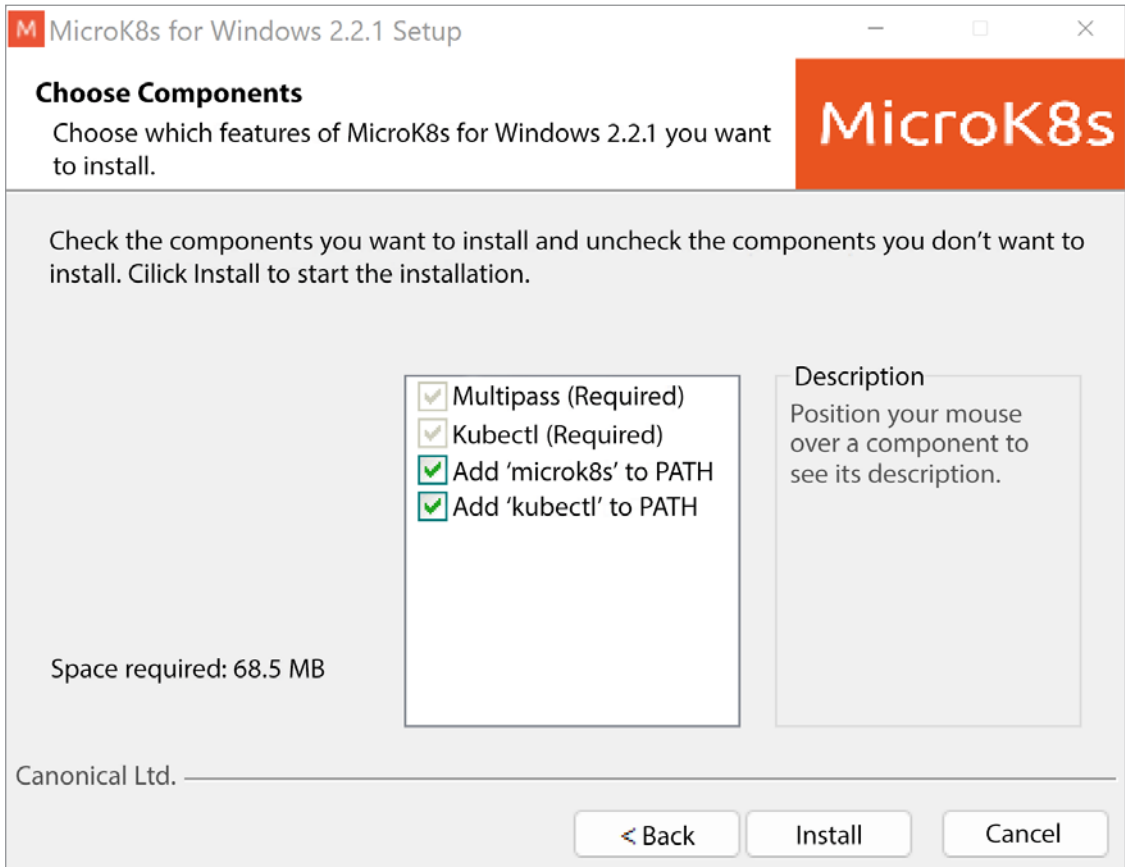 M MicroK8s for Windows 2.2.1 Setup
Choose Components
Choose which features of MicroK8s for Windows 2.2.1 you want
to install.
MicroK8s
Check the components you want to install and uncheck the components you don’t want to
install. Cilick Install to start the installation.
Multipass (Required)
Kubectl (Required)
Add ‘microk8s’ to PATH
Add ‘kubectl’ to PATH
Description
Position your mouse
over a component to
see its description.
Space required: 68.5 MB
Canonical Ltd.
< Back
Install
Cancel